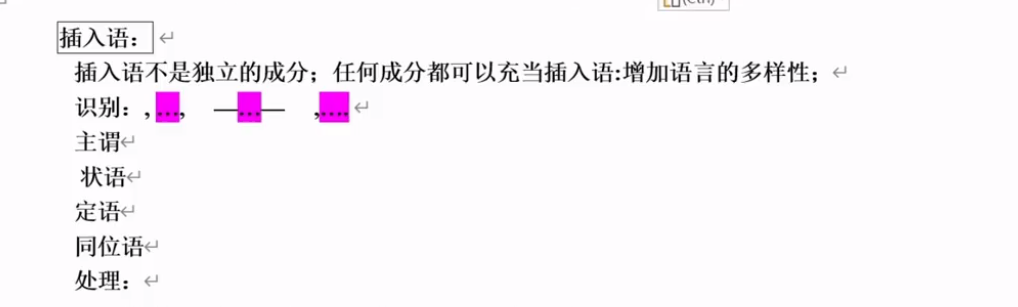 插入语：
插入语不是独立的成分；任何成分都可以充当插入语:增加语言的多样性；
识别：, …, —…— ,….
主谓
状语
定语
同位语
处理：